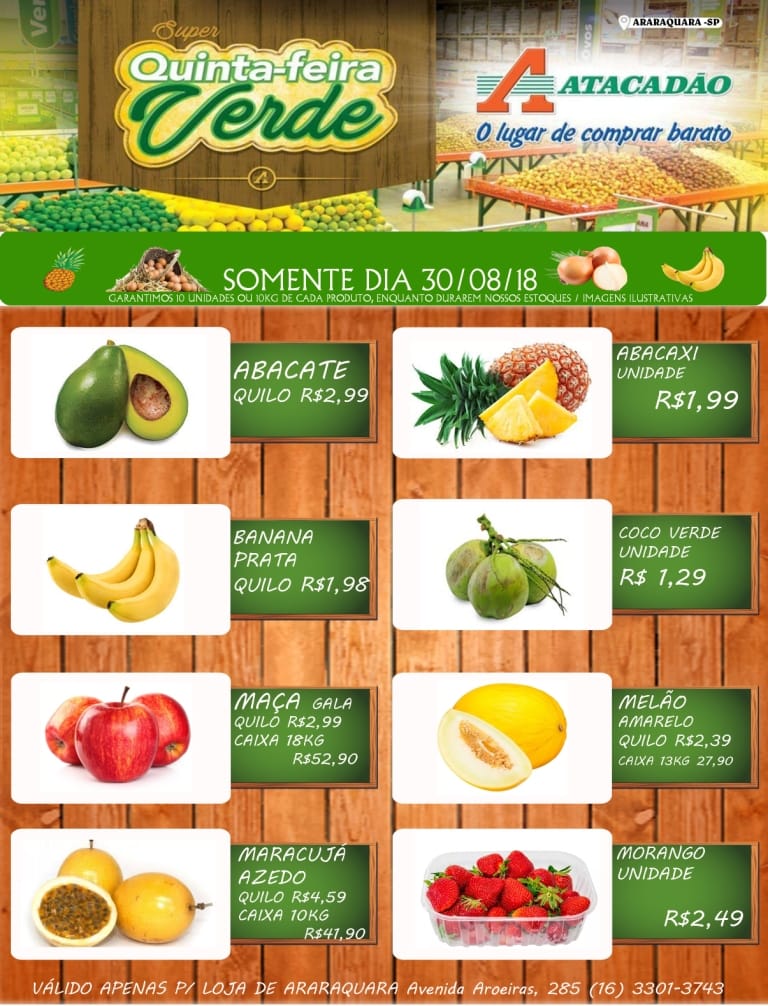 ARARAQUARA -SP
Super
Quinta-feira
Verde
A
ATACADÃO
O lugar de comprar barato
SOMENTE DIA 30/08/18
GARANTIMOS 10 UNIDADES OU 10KG DE CADA PRODUTO, ENQUANTO DURAREM NOSSOS ESTOQUES / IMAGENS ILUSTRATIVAS
ABACATE
QUILO R$2,99
ABACAXI
UNIDADE
R$1,99
BANANA
PRATA
QUILO R$1,98
COCO VERDE
UNIDADE
R$ 1,29
MAÇA GALA
QUILO R$2,99
CAIXA 18KG
R$52,90
MELÃO
AMARELO
QUILO R$2,39
CAIXA 13KG 27,90
MARACUJÁ
AZEDO
QUILO R$4,59
CAIXA 10KG
R$41,90
MORANGO
UNIDADE
R$2,49
VÁLIDO APENAS P/ LOJA DE ARARAQUARA Avenida Aroeiras, 285 (16) 3301-3743